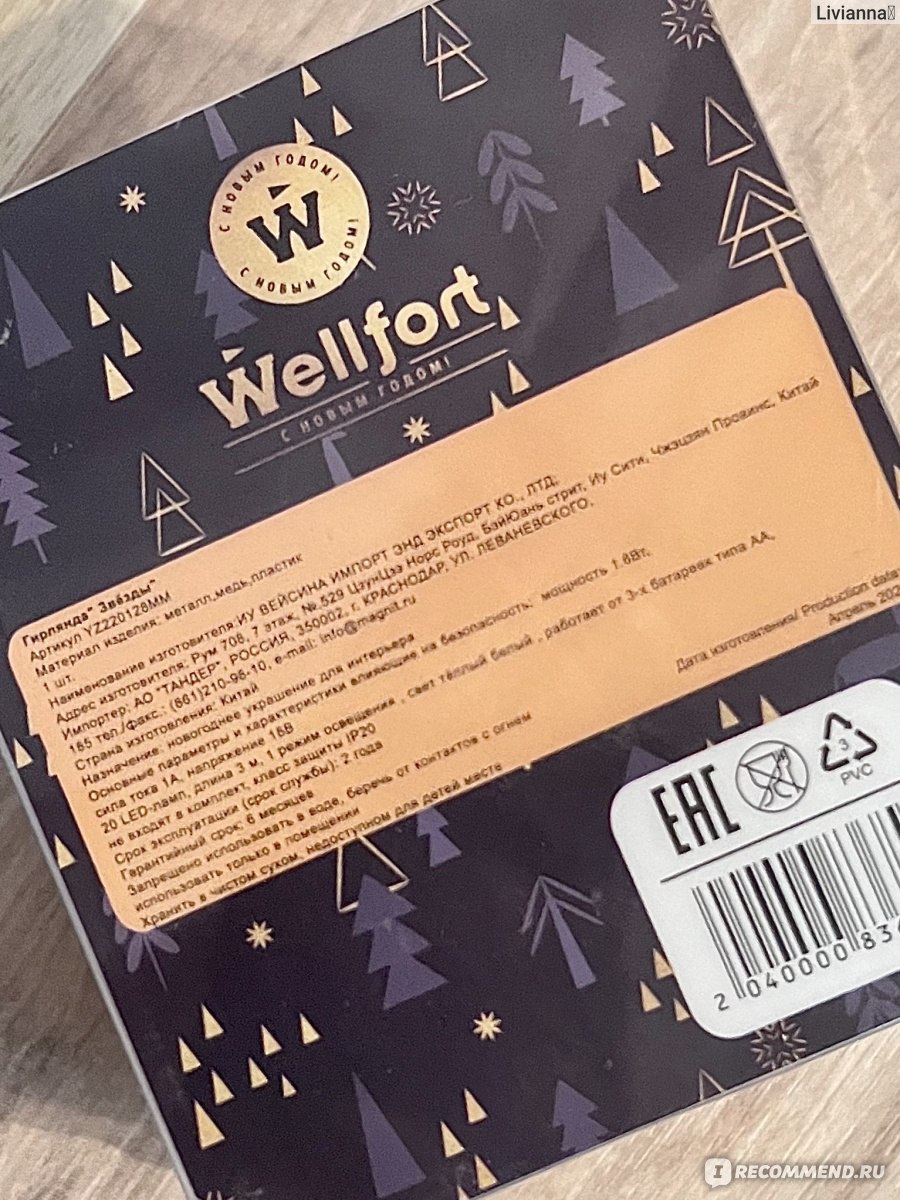 Livianna
С НОВЫМ ГОДОМ!
W
С НОВЫМ ГОДОМ!
Wellfort
С НОВЫМ ГОДОМ!
Гирлянда" Звёзды"
Артикул YZ220128MM
Материал изделия: металл,медь,пластик
1 шт.
Наименование изготовителя:ИУ ВЕЙСИНА ИМПОРТ ЭНД ЭКСПОРТ КО., ЛТД;
Адрес изготовителя: Рум 708, 7 этаж, №529 ЦзунЦзэ Норс Роуд, БэйЮань стрит, Иу Сити, Чжэцзян Провинс, Китай
Импортер: АО "ТАНДЕР", РОССИЯ, 350002, г. КРАСНОДАР, УЛ. ЛЕВАНЕВСКОГО,
185 тел./факс.: (861)210-98-10, e-mail: info@magnit.ru
Страна изготовления: Китай
Назначение: новогоднее украшение для интерьера
Основные параметры и характеристики влияющие на безопасность: мощность 1.8Вт,
сила тока 1А, напряжение 16В
20 LED-ламп, длина 3 м, 1 режим освещения , свет тёплый белый , работает от 3-х батареек типа АА,
не входят в комплект, класс защиты IP20
Срок эксплуатации (срок службы): 2 года
Гарантийный срок: 6 месяцев
Запрещено использовать в воде, беречь от контактов с огнем
использовать только в помещении
Хранить в чистом сухом, недоступном для детей месте
Дата изготовления/ Production date
Апрель
EAC
3
PVC
2 040000 83
IRECOMMEND.RU